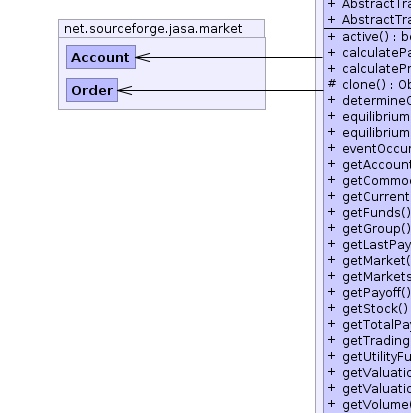 net.sourceforge.jasa.market
Account
Order
+ AbstractTra
+ AbstractTra
+ active() : bo
+ calculatePa
+ calculatePr
# clone() : Ob
+ determineC
+ equilibrium
+ equilibrium
+ eventOccur
+ getAccount
+ getCommod
+ getCurrent
+ getFunds()
+ getGroup()
+ getLastPay
+ getMarket(
+ getMarkets
+ getPayoff()
+ getStock()
+ getTotalPay
+ getTrading
+ getUtilityFu
+ getValuatio
+ getValuatio
+ getVolume(